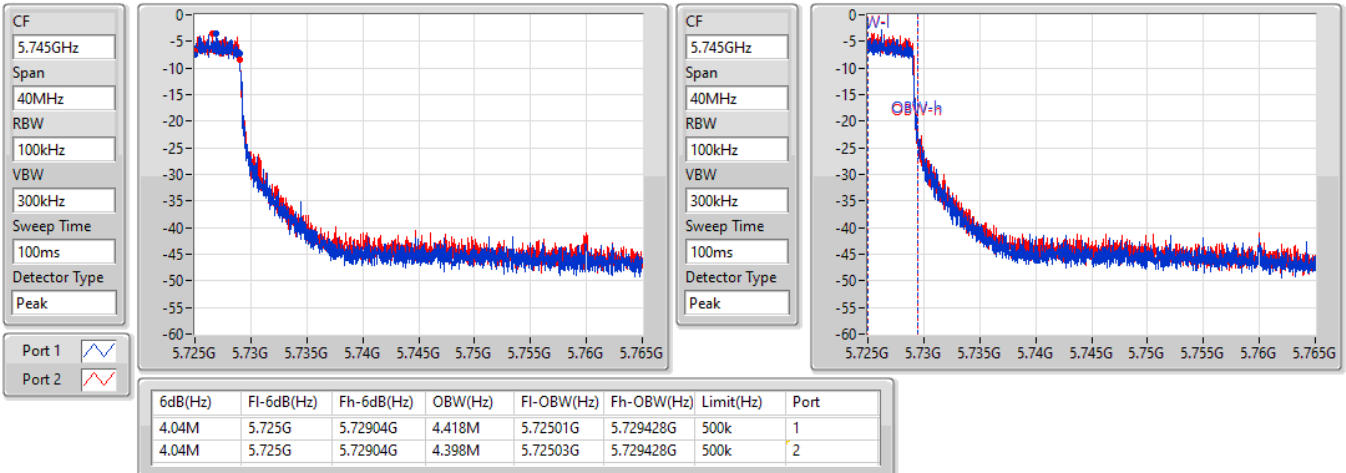 CF
5.745GHz
Span
40MHz
RBW
100kHz
VBW
300kHz
Sweep Time
100ms
Detector Type
Peak
0
-5
-10
-15
-20
-25
-30
-35
-40
-45
-50
-55
-60
5.725G 5.73G 5.735G 5.74G 5.745G 5.75G 5.755G 5.76G 5.765G
CF
5.745GHz
Span
40MHz
RBW
100kHz
VBW
300kHz
Sweep Time
100ms
Detector Type
Peak
0
-5
-10
-15
-20
-25
-30
-35
-40
-45
-50
-55
-60
W-l
OBW-h
5.725G 5.73G 5.735G 5.74G 5.745G 5.75G 5.755G 5.76G 5.765G
Port 1
Port 2
6dB(Hz) Fl-6dB(Hz) Fh-6dB(Hz) OBW(Hz) Fl-OBW(Hz) Fh-OBW(Hz) Limit(Hz) Port
4.04M 5.725G 5.72904G 4.418M 5.72501G 5.729428G 500k 1
4.04M 5.725G 5.72904G 4.398M 5.72503G 5.729428G 500k 2